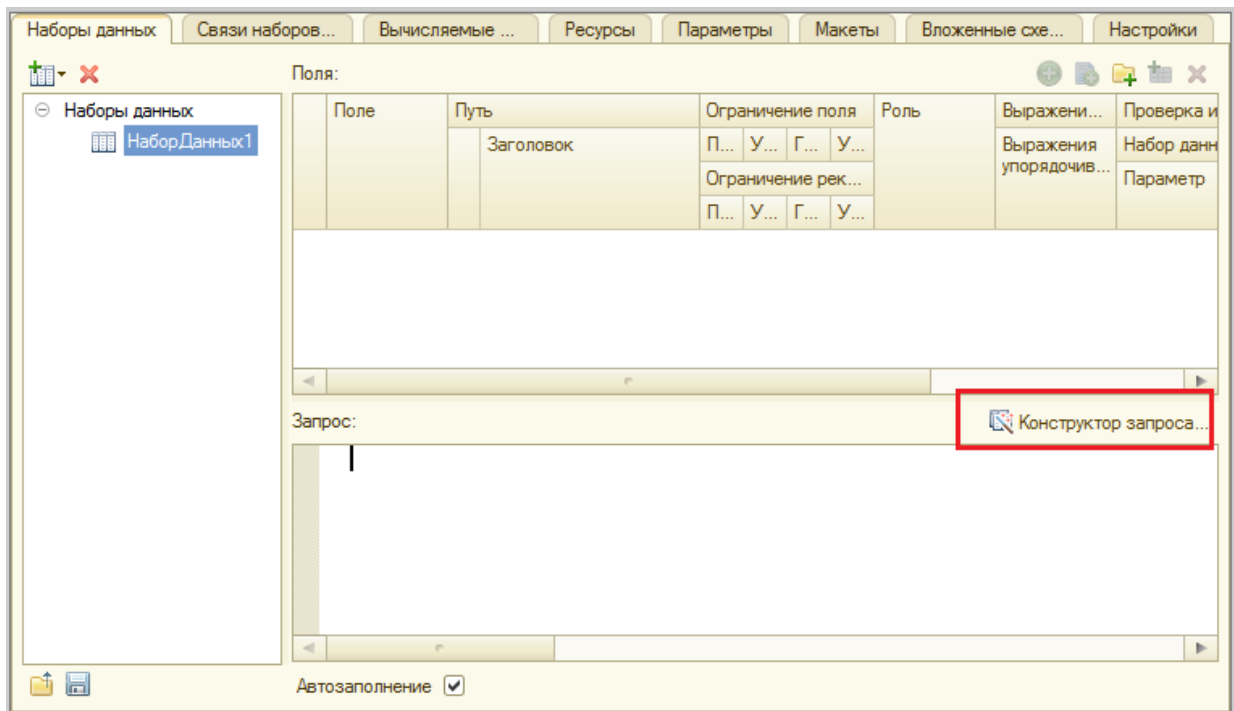 Наборы данных Связи наборов... Вычисляемые ... Ресурсы Параметры Макеты Вложенные схе... Настройки
Поля:
Наборы данных
НаборДанных1
Поле Путь Ограничение поля Роль Выражени... Проверка и
Заголовок П... У... Г... У... Выражения упорядочив... Набор данн
Ограничение рек... Параметр
П... У... Г... У...
Запрос: Конструктор запроса...
Автозаполнение